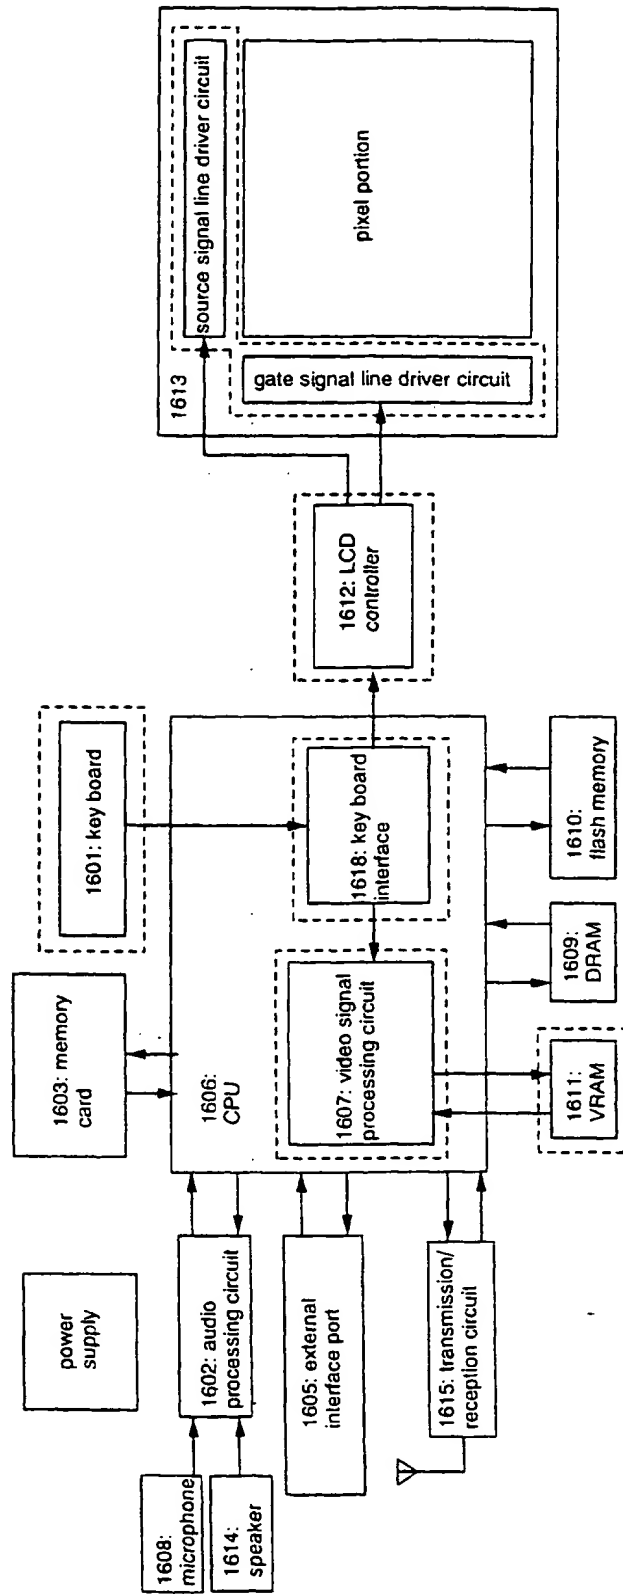 power
supply
1608:
microphone
1614:
speaker
1602: audio
processing circuit
1605: external
interface port
1615: transmission/
reception circuit
1603: memory
card
1601: key board
1606:
CPU
1618: key board
interface
1607: video signal
processing circuit
1611:
VRAM
1609:
DRAM
1610:
flash memory
1612: LCD
controller
1613
source signal line driver circuit
gate signal line driver circuit
pixel portion